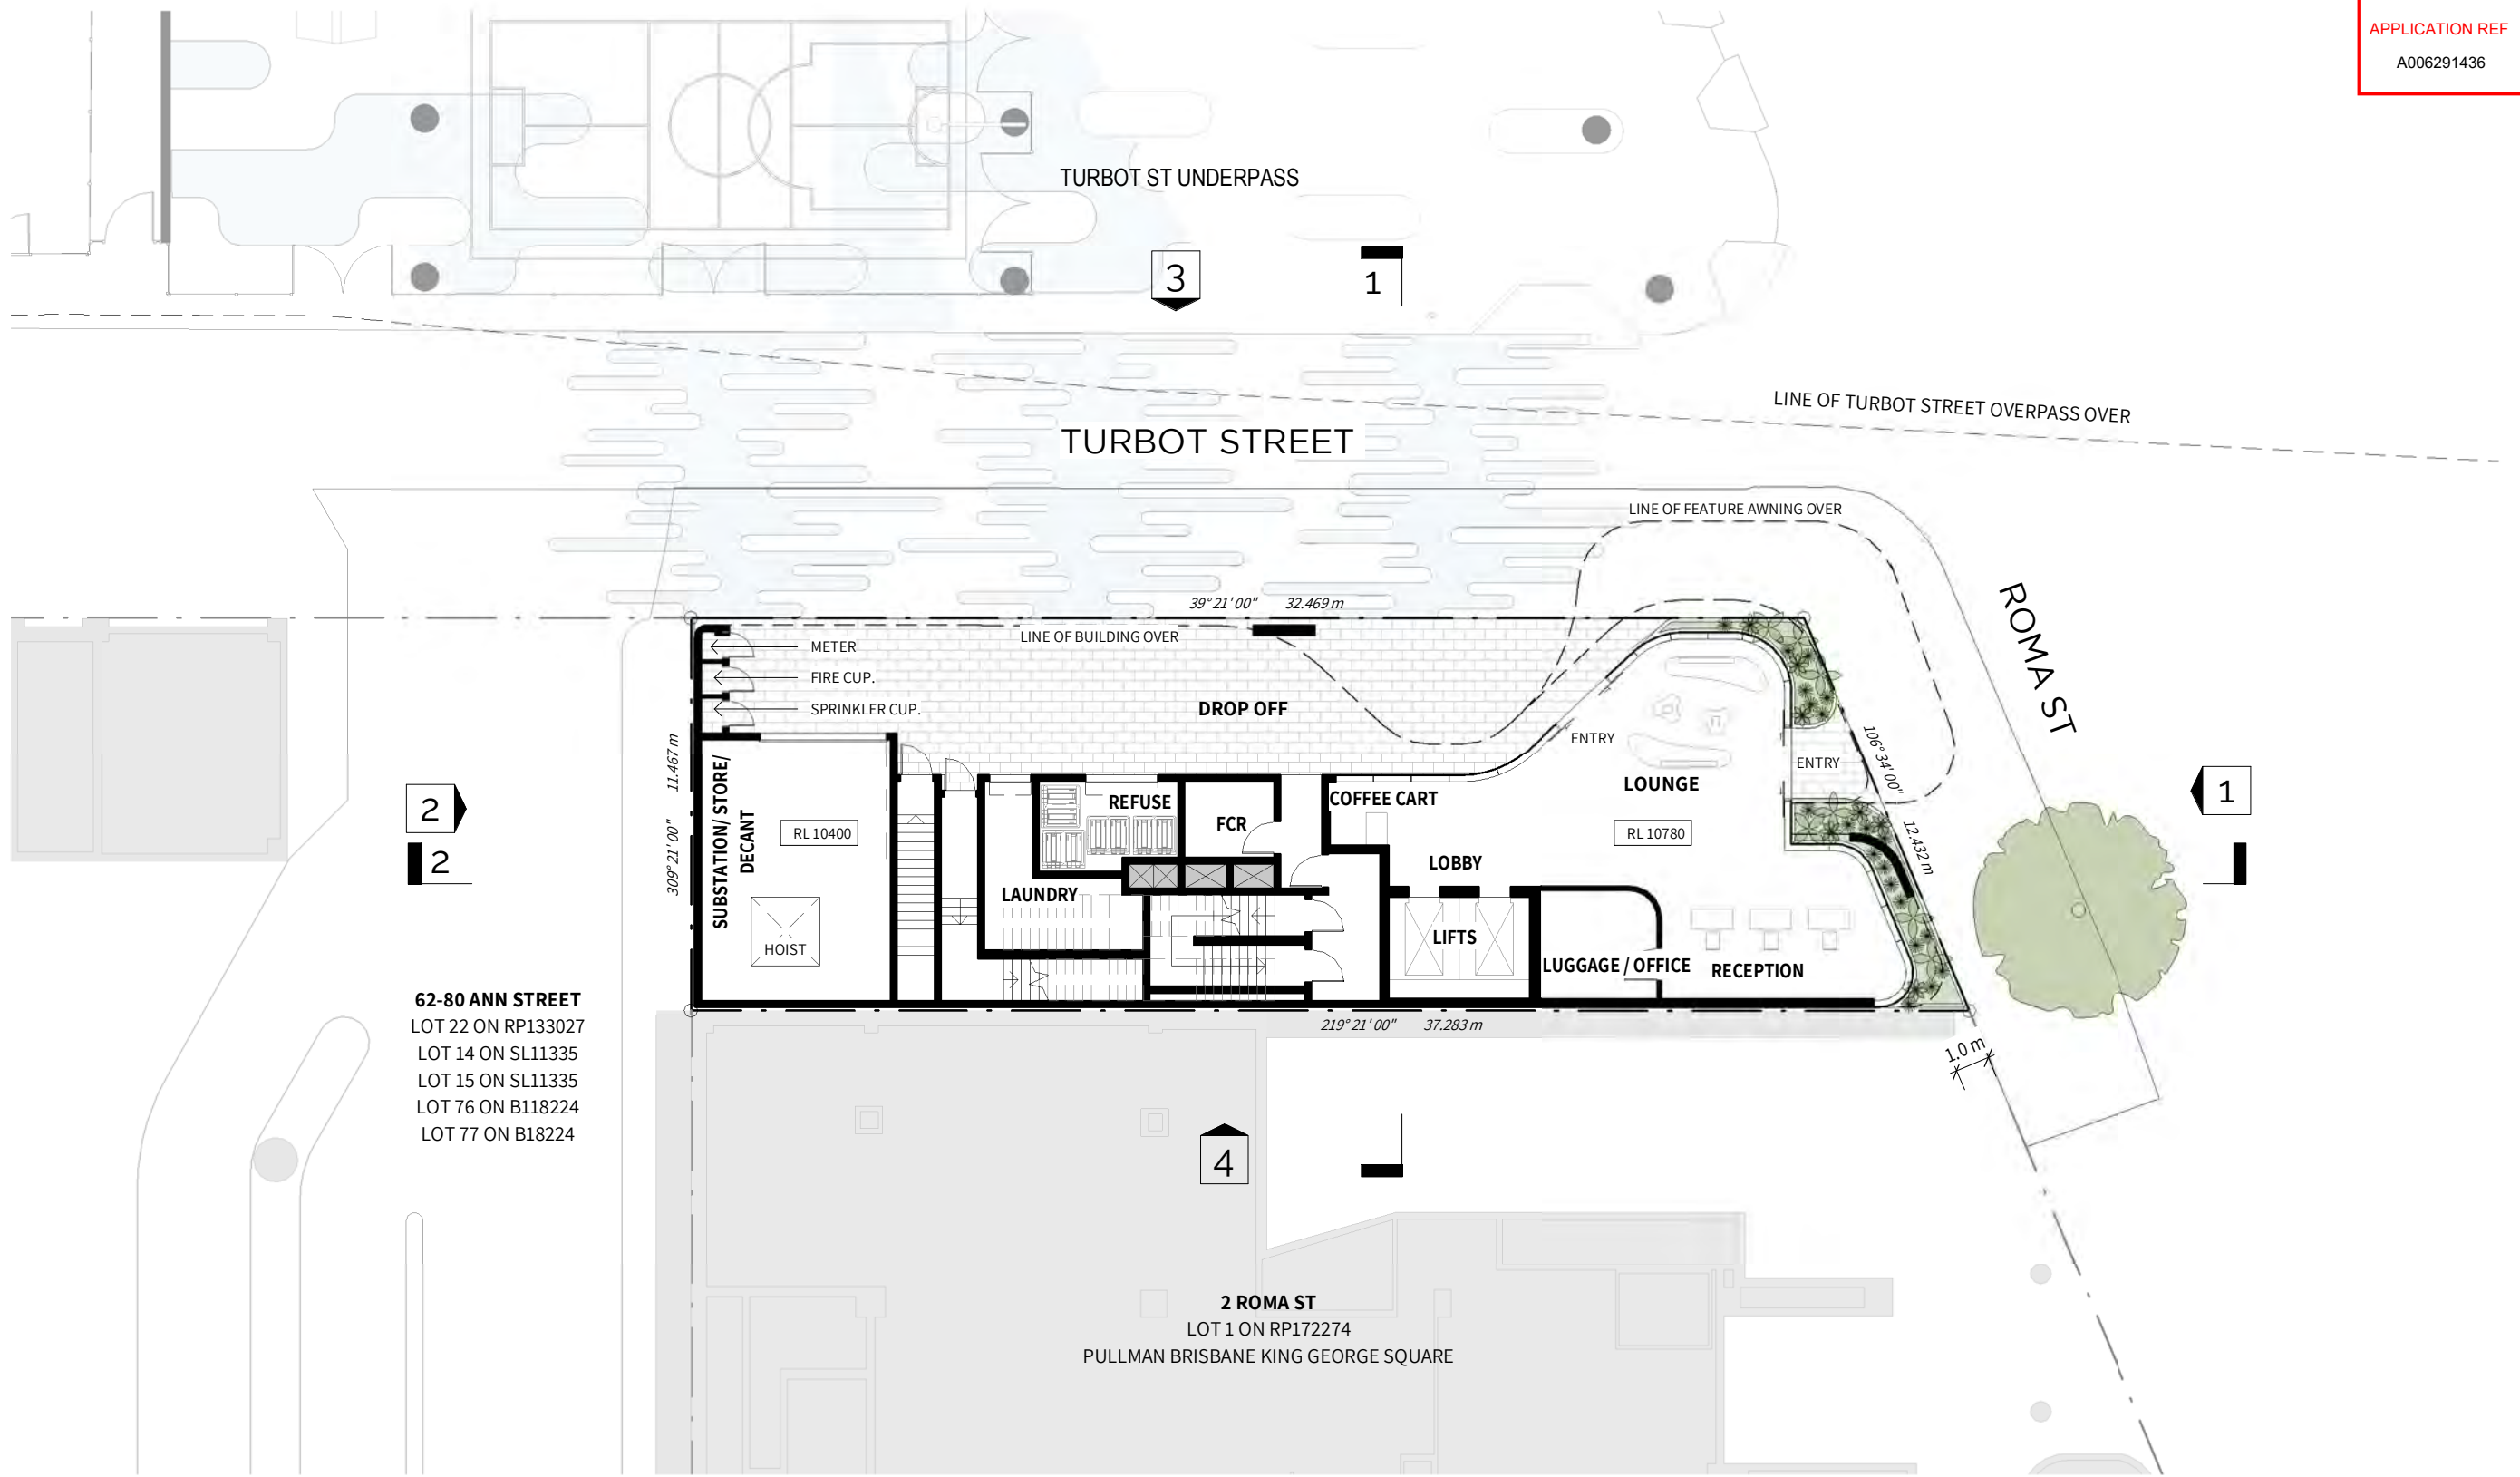 APPLICATION REF
A006291436
TURBOT ST UNDERPASS
3
1
LINE OF TURBOT STREET OVERPASS OVER
TURBOT STREET
LINE OF FEATURE AWNING OVER
ROMA ST
39° 21' 00" 32.469 m
LINE OF BUILDING OVER
METER
FIRE CUP.
SPRINKLER CUP.
DROP OFF
ENTRY
ENTRY
106° 34' 00"
12.432 m
309° 21' 00" 11.467 m
SUBSTATION/ STORE/
DECANT
RL 10400
HOIST
REFUSE
FCR
LAUNDRY
COFFEE CART
LOUNGE
RL 10780
LOBBY
LIFTS
LUGGAGE / OFFICE
RECEPTION
2
2
1
219° 21' 00" 37.283 m
1.0 m
62-80 ANN STREET
LOT 22 ON RP133027
LOT 14 ON SL11335
LOT 15 ON SL11335
LOT 76 ON B118224
LOT 77 ON B18224
4
2 ROMA ST
LOT 1 ON RP172274
PULLMAN BRISBANE KING GEORGE SQUARE